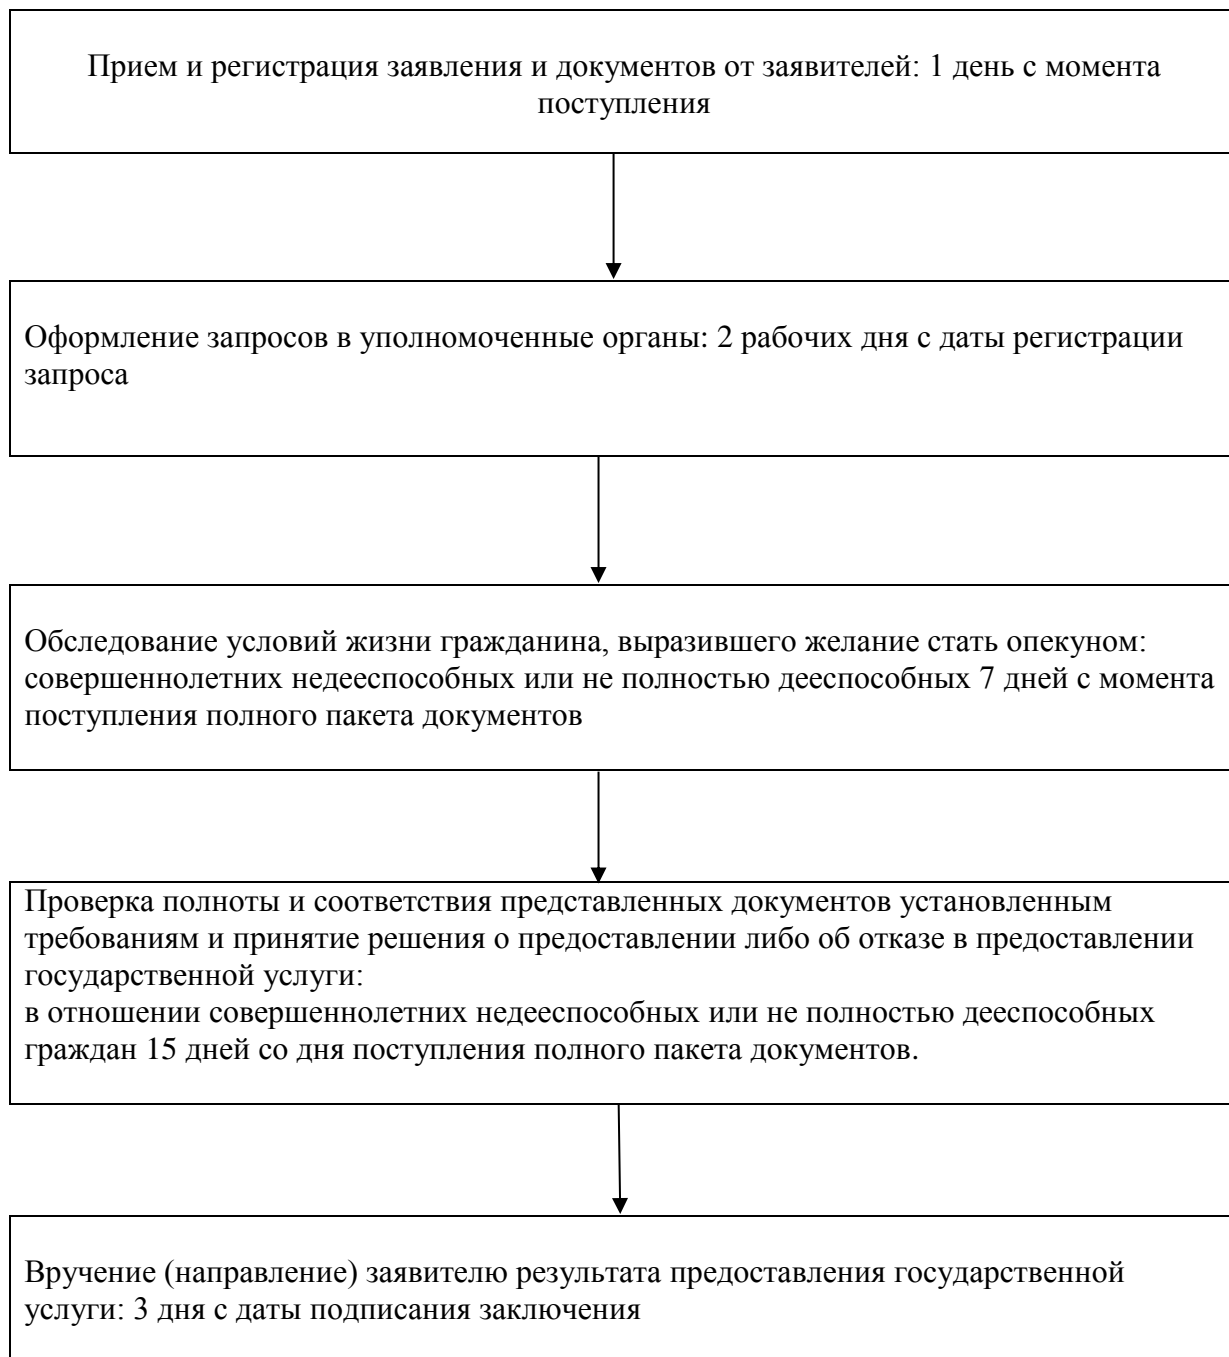 Прием и регистрация заявления и документов от заявителей: 1 день с момента
поступления
Оформление запросов в уполномоченные органы: 2 рабочих дня с даты регистрации
запроса
Обследование условий жизни гражданина, выразившего желание стать опекуном:
совершеннолетних недееспособных или не полностью дееспособных 7 дней с момента
поступления полного пакета документов
Проверка полноты и соответствия представленных документов установленным
требованиям и принятие решения о предоставлении либо об отказе в предоставлении
государственной услуги:
в отношении совершеннолетних недееспособных или не полностью дееспособных
граждан 15 дней со дня поступления полного пакета документов.
Вручение (направление) заявителю результата предоставления государственной
услуги: 3 дня с даты подписания заключения